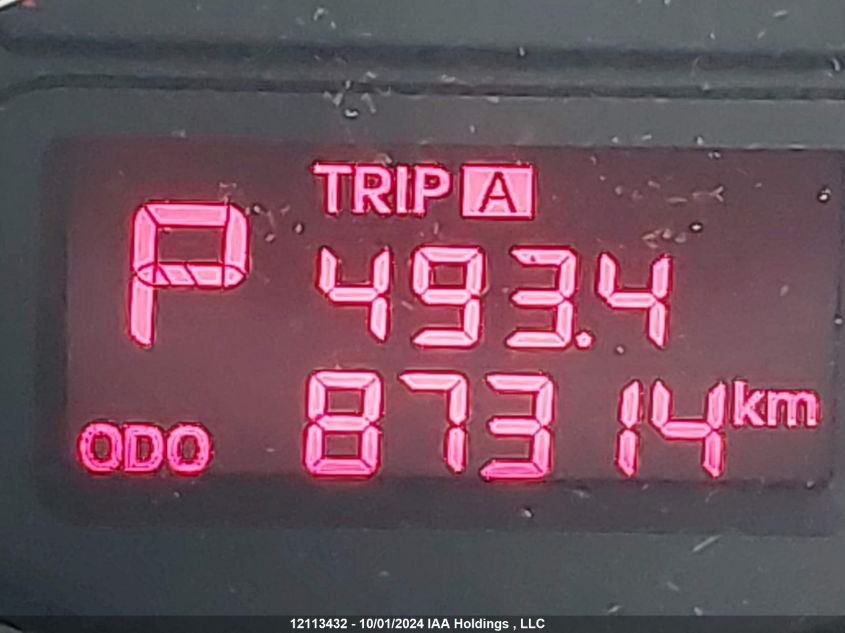 TRIP A
P 493.4
ODO 87314 km
12113432 - 10/01/2024 IAA Holdings , LLC